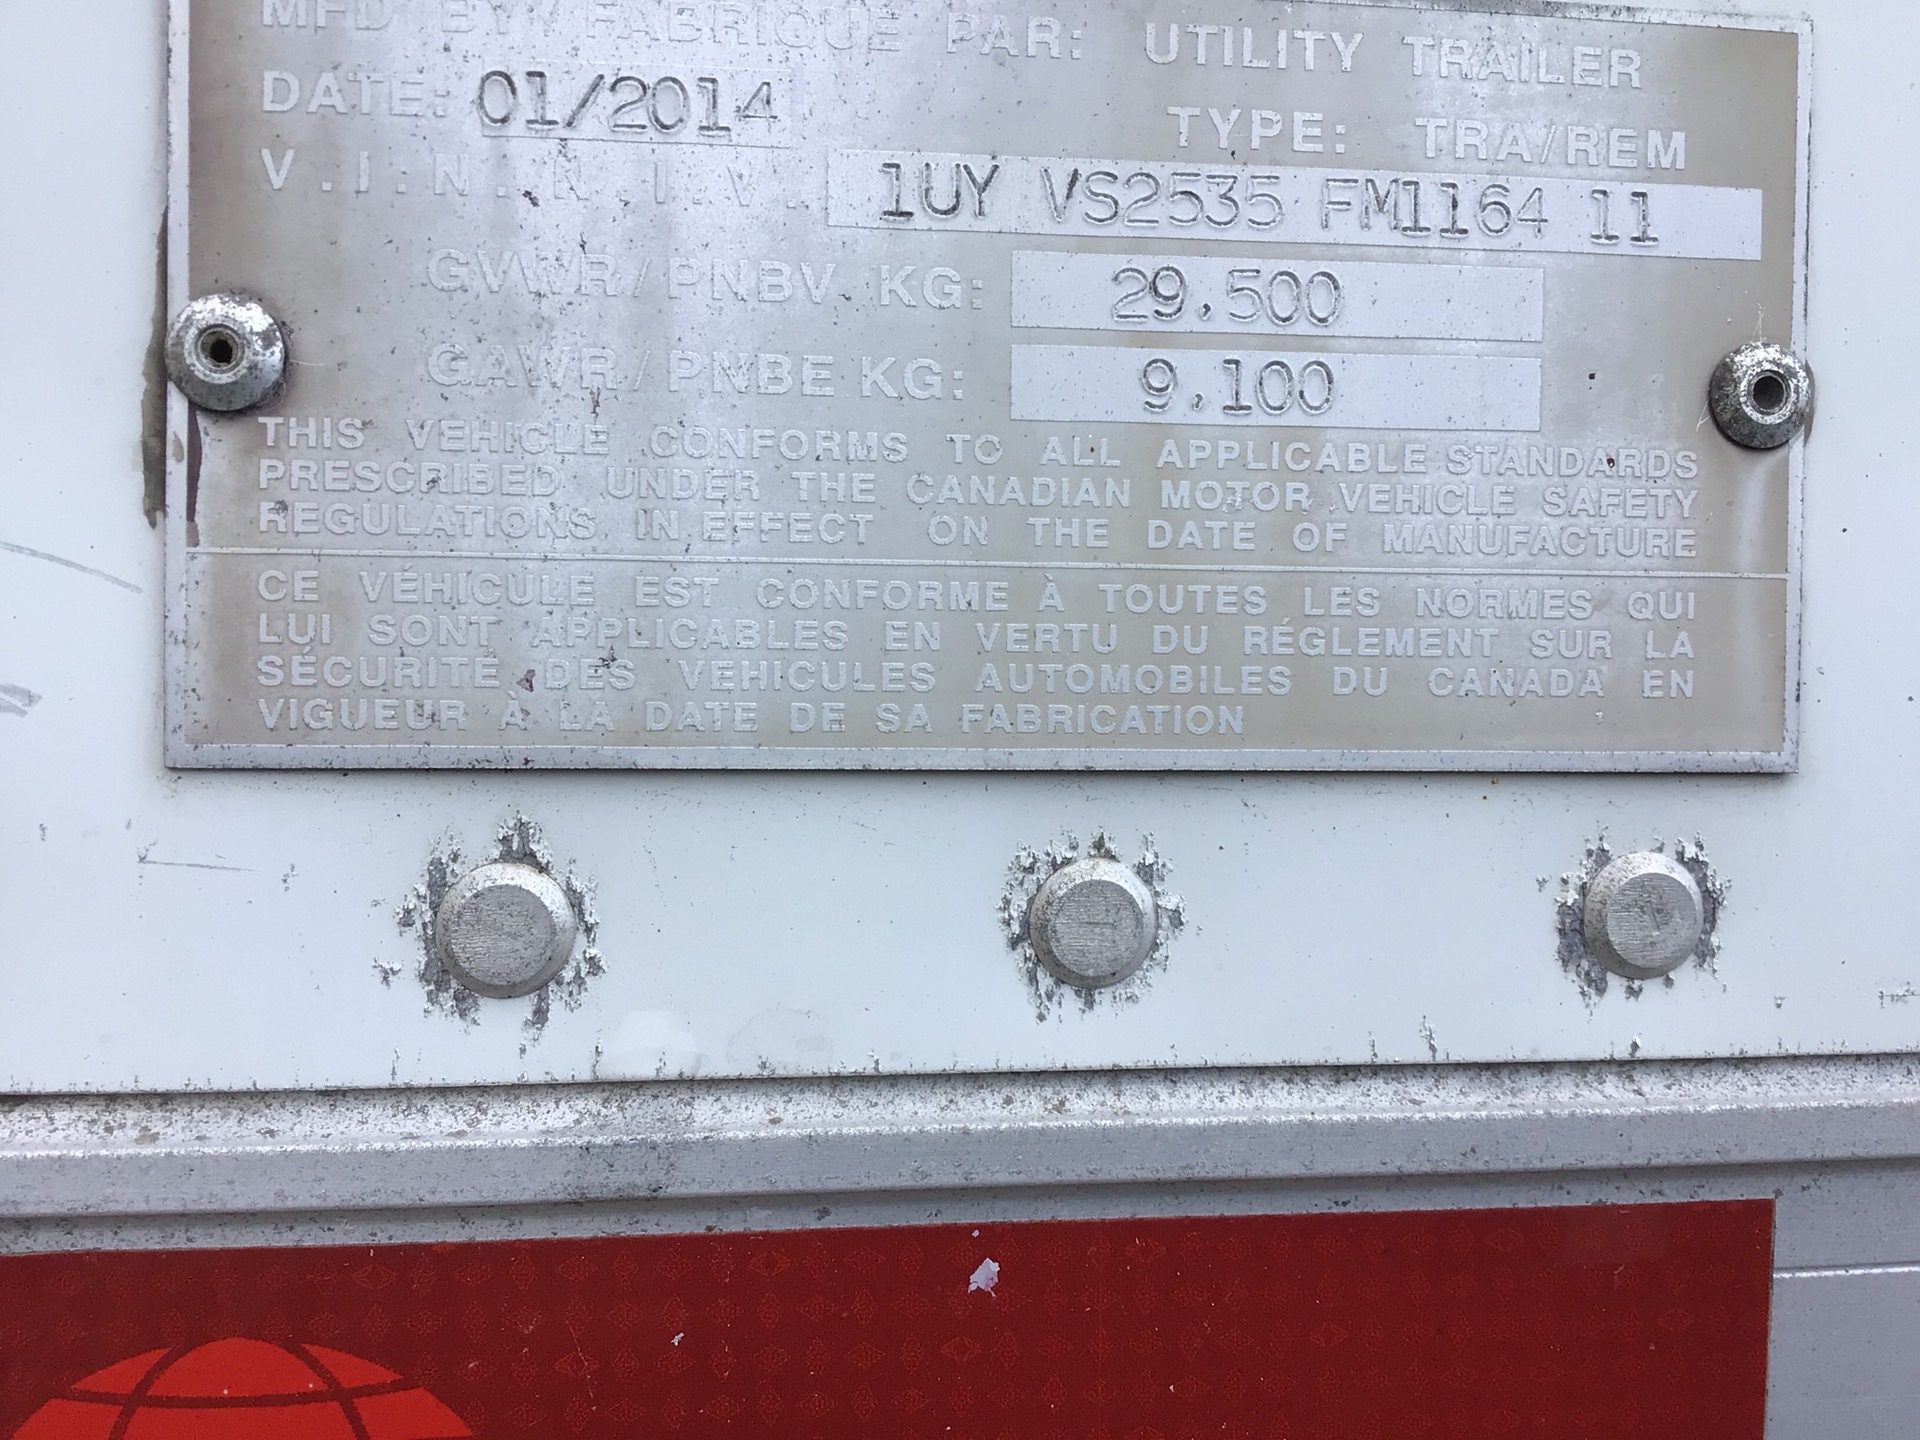 MFD BY / FABRIQUE PAR: UTILITY TRAILER
DATE: 01/2014 TYPE: TRA/REM
V.I.N./N.I.V. 1UY VS2535 FM1164 11
GVWR/PNBV KG: 29,500
GAWR/PNBE KG: 9,100
THIS VEHICLE CONFORMS TO ALL APPLICABLE STANDARDS
PRESCRIBED UNDER THE CANADIAN MOTOR VEHICLE SAFETY
REGULATIONS IN EFFECT ON THE DATE OF MANUFACTURE
CE VÉHICULE EST CONFORME À TOUTES LES NORMES QUI
LUI SONT APPLICABLES EN VERTU DU RÉGLEMENT SUR LA
SÉCURITÉ DES VEHICULES AUTOMOBILES DU CANADA EN
VIGUEUR À LA DATE DE SA FABRICATION